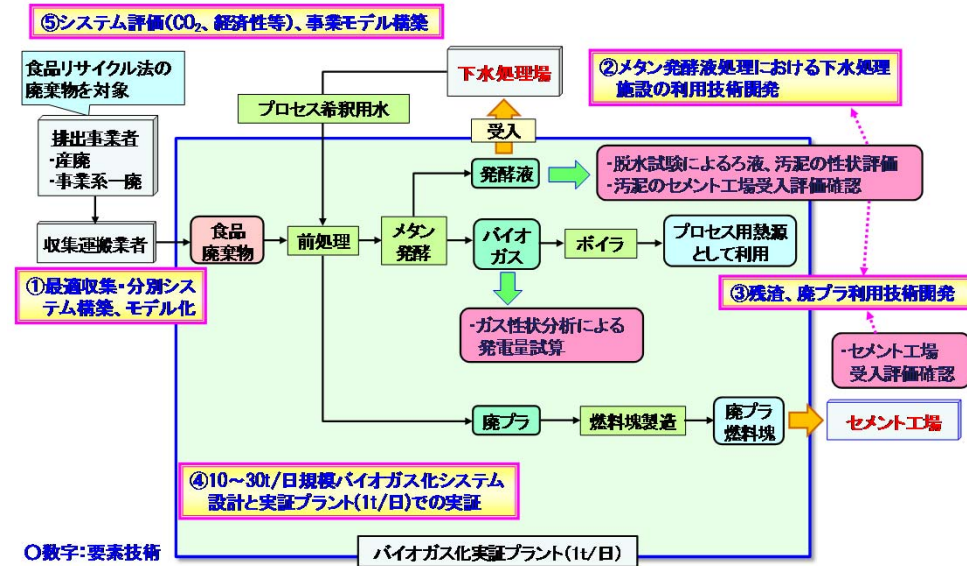 ⑤システム評価(CO₂、経済性等)、事業モデル構築
食品リサイクル法の
廃棄物を対象
排出事業者
-産廃
-事業系一廃
収集運搬業者
①最適収集・分別シス
テム構築、モデル化
プロセス希釈用水
下水処理場
受入
②メタン発酵液処理における下水処理
施設の利用技術開発
発酵液
-脱水試験によるろ液、汚泥の性状評価
-汚泥のセメント工場受入評価確認
食品
廃棄物
前処理
メタン
発酵
バイオ
ガス
ボイラ
プロセス用熱源
として利用
③残渣、廃プラ利用技術開発
-ガス性状分析による
発電量試算
-セメント工場
受入評価確認
廃プラ
燃料塊製造
廃プラ
燃料塊
セメント工場
④10～30t/日規模バイオガス化システム
設計と実証プラント(1t/日)での実証
○数字:要素技術
バイオガス化実証プラント(1t/日)